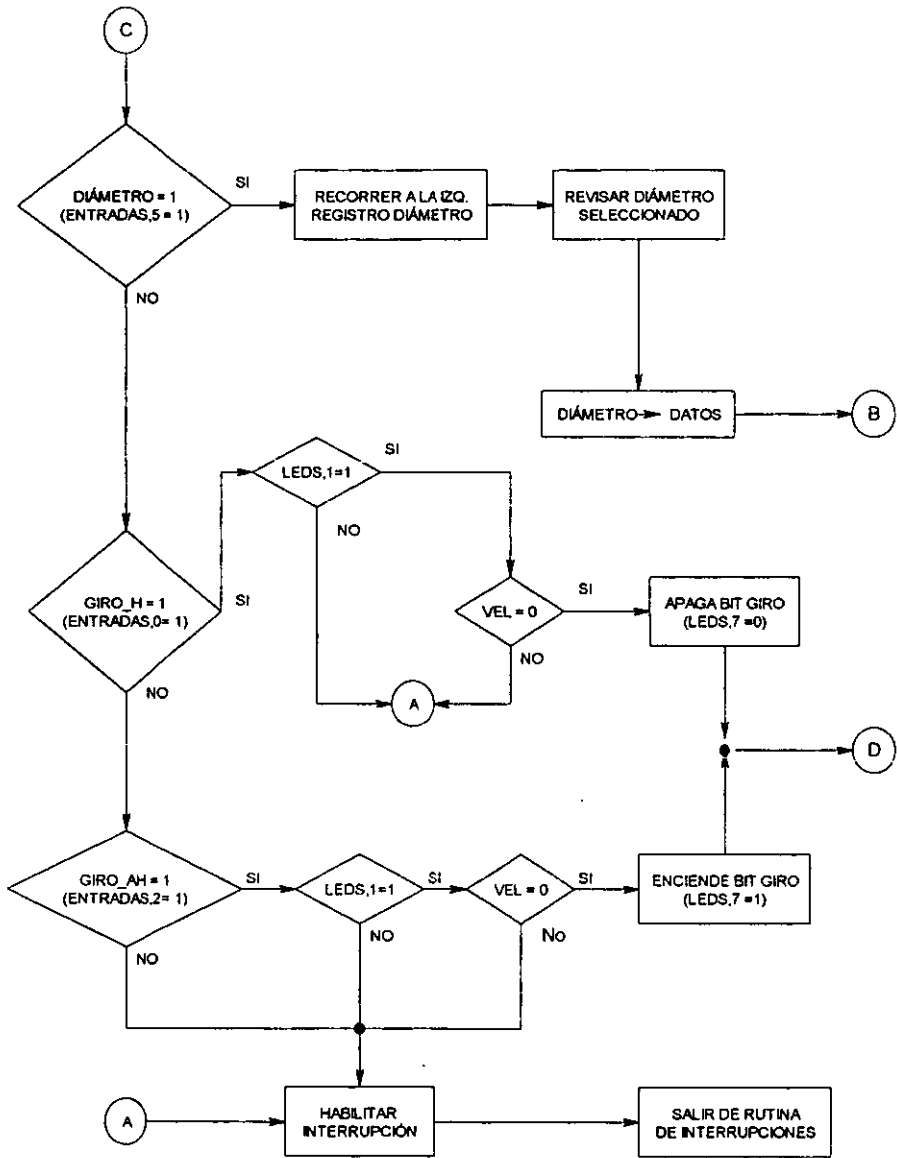 C
DIÁMETRO = 1
(ENTRADAS,5 = 1)
SI
NO
RECORRER A LA IZQ.
REGISTRO DIÁMETRO
REVISAR DIÁMETRO
SELECCIONADO
DIÁMETRO DATOS
B
LEDS,1=1
SI
NO
GIRO_H = 1
(ENTRADAS,0= 1)
SI
NO
VEL = 0
SI
NO
APAGA BIT GIRO
(LEDS,7 =0)
A
D
GIRO_AH = 1
(ENTRADAS,2= 1)
SI
NO
LEDS,1=1
SI
NO
VEL = 0
SI
No
ENCIENDE BIT GIRO
(LEDS,7 =1)
A
HABILITAR
INTERRUPCIÓN
SALIR DE RUTINA
DE INTERRUPCIONES